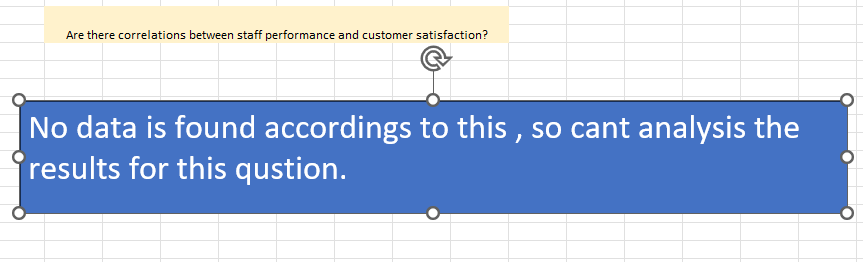 Are there correlations between staff performance and customer satisfaction?
No data is found accordings to this , so cant analysis the
results for this qustion.